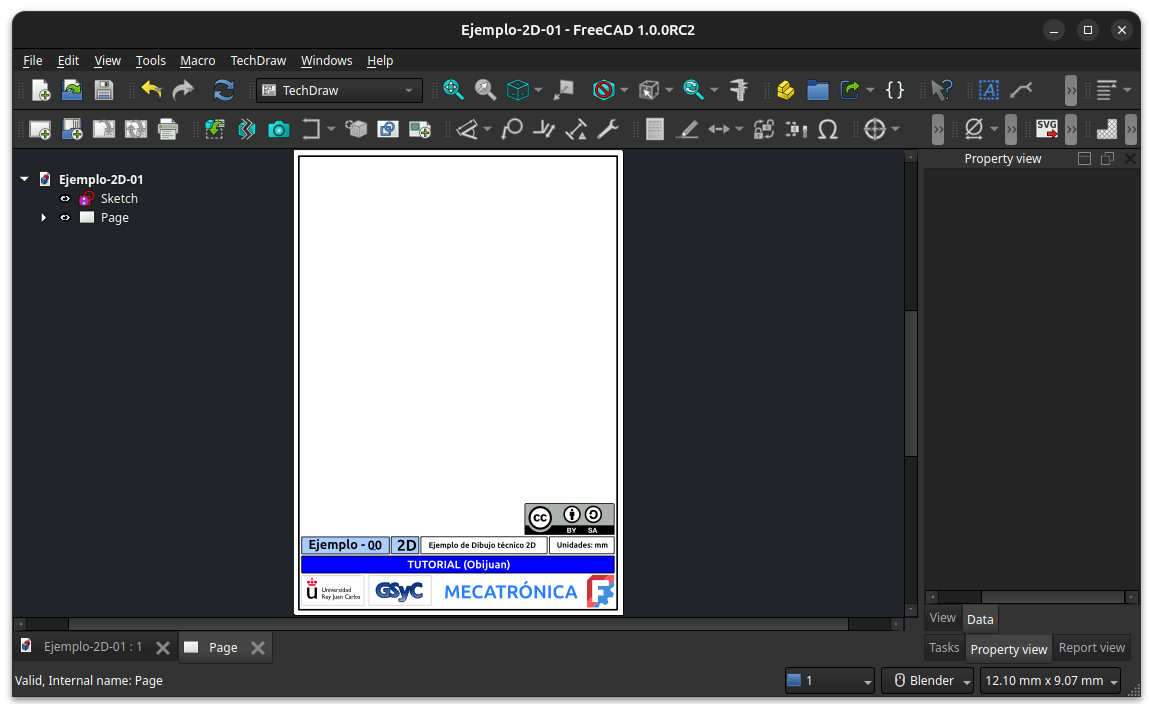 Ejemplo-2D-01 - FreeCAD 1.0.0RC2
File Edit View Tools Macro TechDraw Windows Help
TechDraw
A
SVG
Property view
Ejemplo-2D-01
Sketch
Page
cc
BY SA
Ejemplo - 00 2D Ejemplo de Dibujo técnico 2D Unidades: mm
TUTORIAL (Obijuan)
Universidad
Rey Juan Carlos
GSyC
MECATRÓNICA
View Data
Ejemplo-2D-01 : 1 Page
Tasks Property view Report view
Valid, Internal name: Page
1 Blender 12.10 mm x 9.07 mm